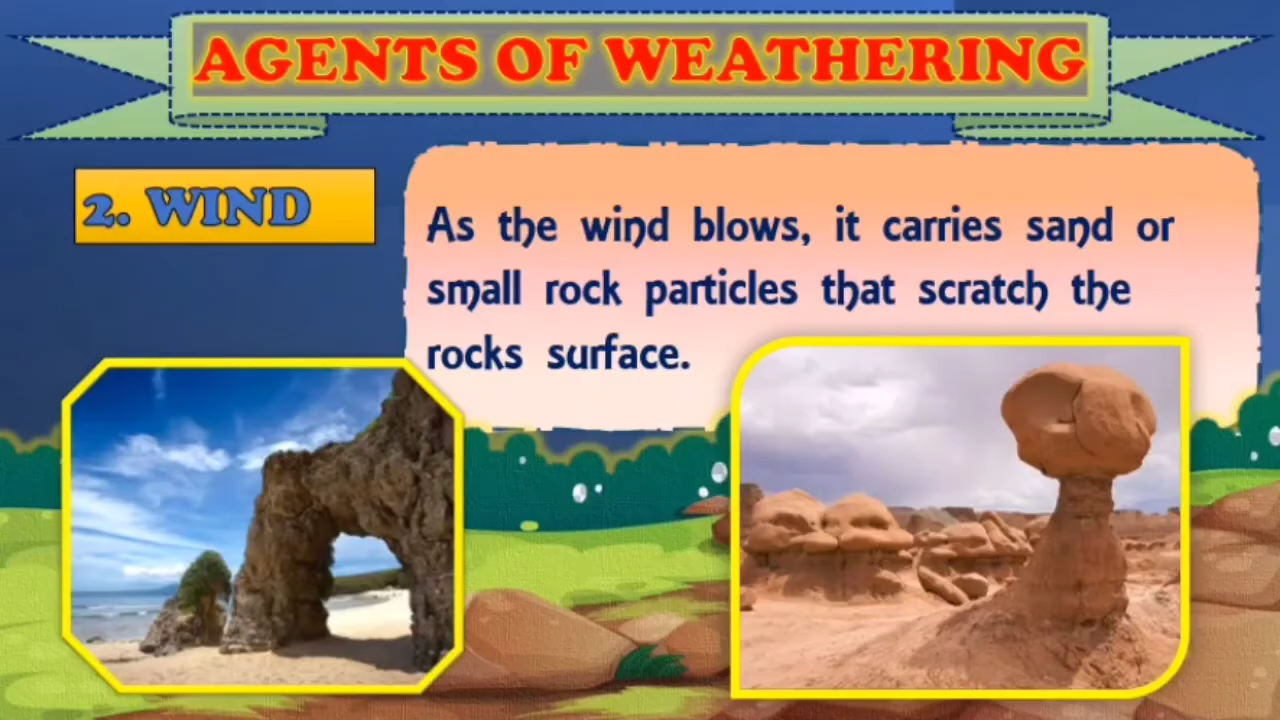 AGENTS OF WEATHERING
2. WIND
As the wind blows, it carries sand or
small rock particles that scratch the
rocks surface.